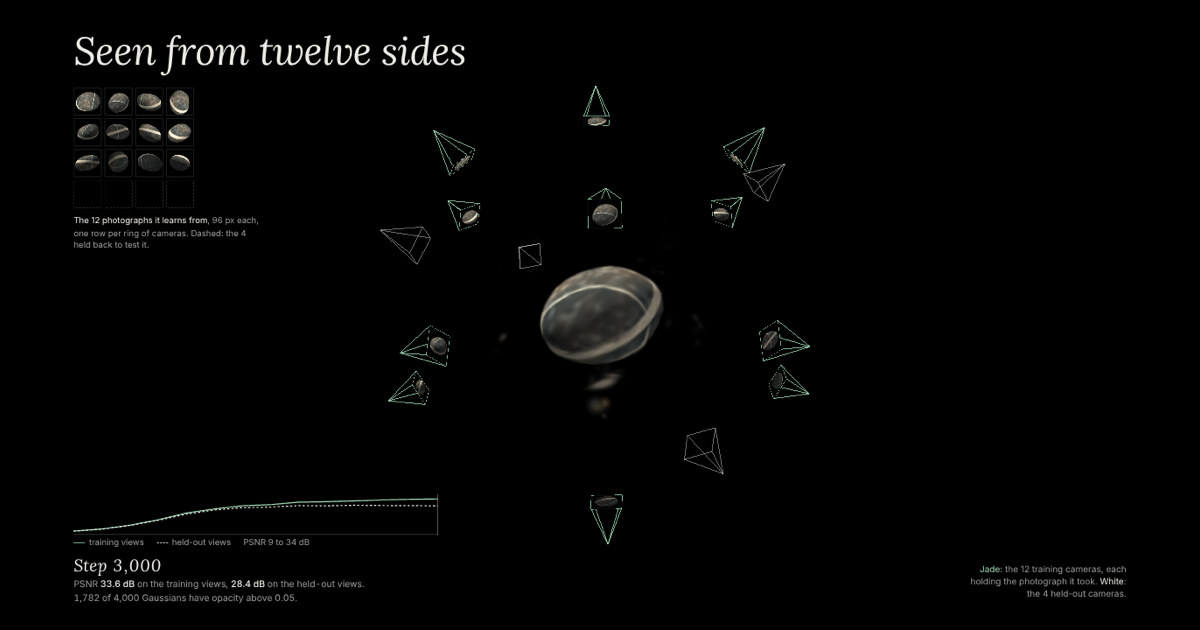 Seen from twelve sides
The 12 photographs it learns from, 96 px each,
one row per ring of cameras. Dashed: the 4
held back to test it.
training views held-out views PSNR 9 to 34 dB
Step 3,000
PSNR 33.6 dB on the training views, 28.4 dB on the held-out views.
1,782 of 4,000 Gaussians have opacity above 0.05.
Jade: the 12 training cameras, each
holding the photograph it took. White:
the 4 held-out cameras.